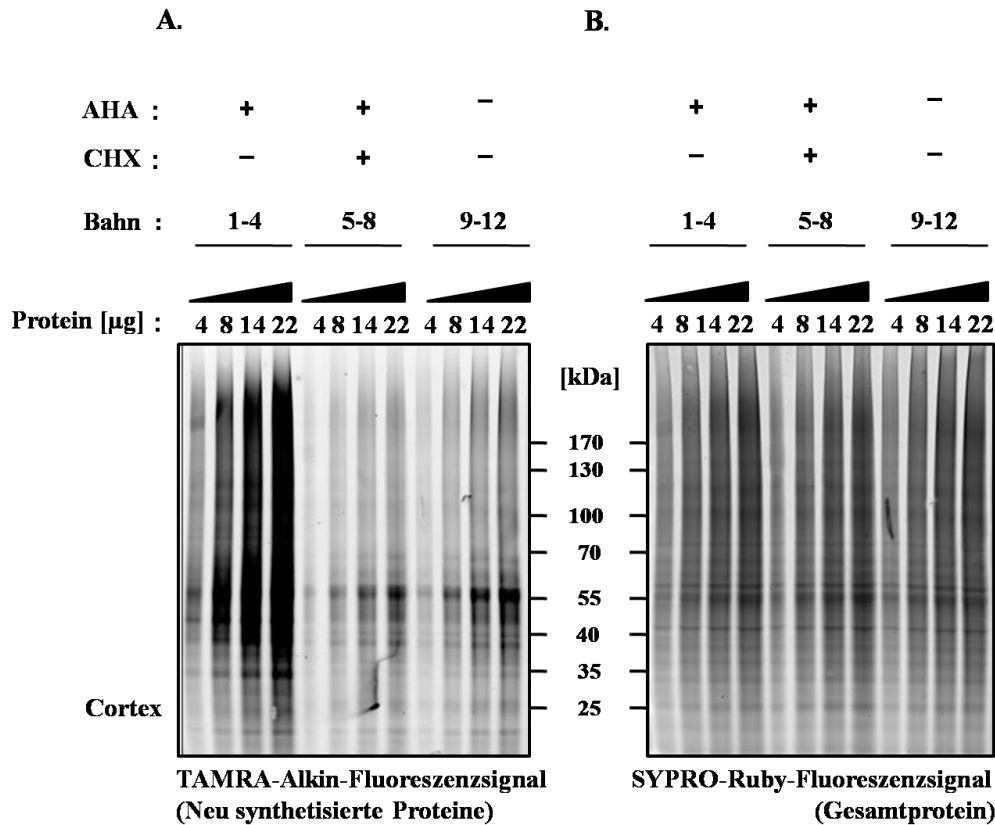 A.
B.
AHA : + + −
+ + −
CHX : − + −
− + −
Bahn : 1-4 5-8 9-12
1-4 5-8 9-12
Protein [µg] : 4 8 14 22 4 8 14 22 4 8 14 22
4 8 14 22 4 8 14 22 4 8 14 22
[kDa]
170
130
100
70
55
40
35
25
Cortex
TAMRA-Alkin-Fluoreszenzsignal
(Neu synthetisierte Proteine)
SYPRO-Ruby-Fluoreszenzsignal
(Gesamtprotein)